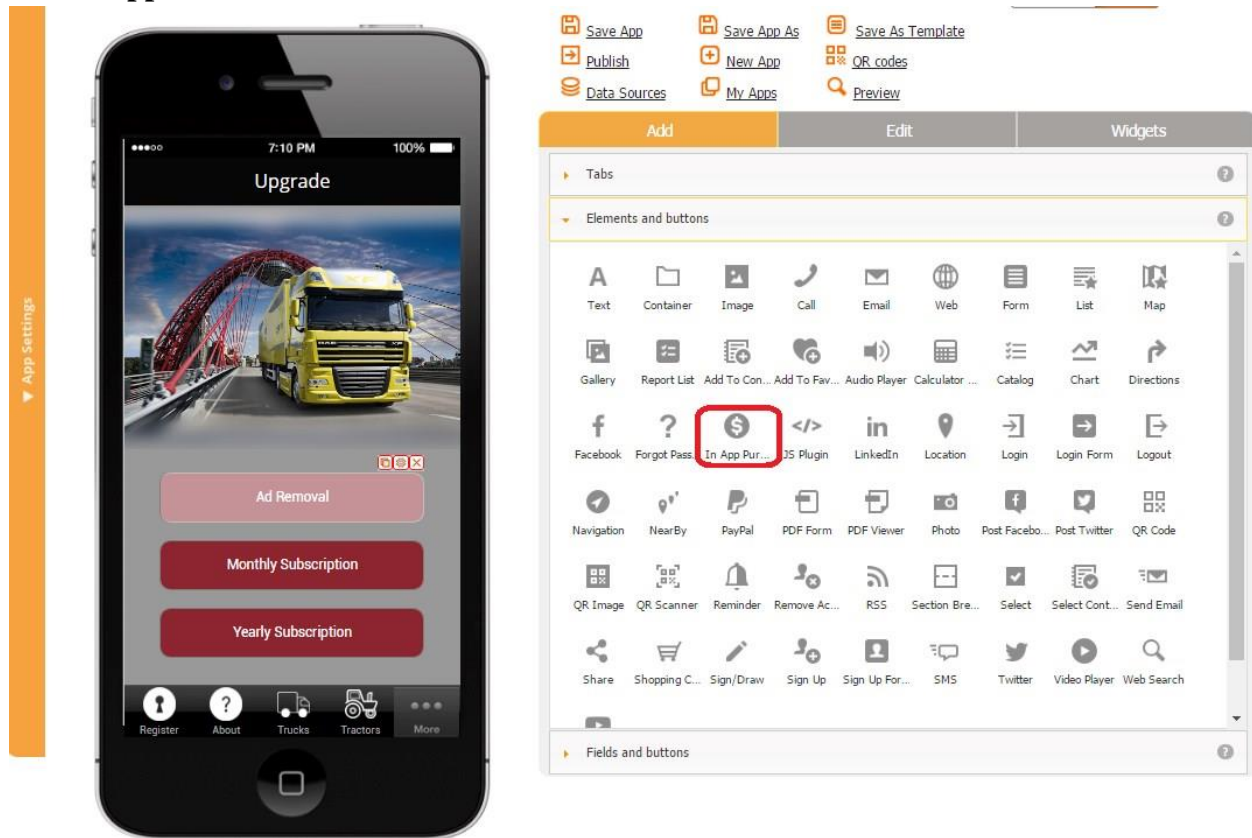 Save App Save App As Save As Template
Publish New App QR codes
Data Sources My Apps Preview
Add Edit Widgets
Tabs ?
Elements and buttons ?
A
Text Container Image Call Email Web Form List Map
Gallery Report List Add To Con... Add To Fav... Audio Player Calculator ... Catalog Chart Directions
f ? $ </> in
Facebook Forgot Pass... In App Pur... JS Plugin LinkedIn Location Login Login Form Logout
Navigation NearBy PayPal PDF Form PDF Viewer Photo Post Facebo... Post Twitter QR Code
QR Image QR Scanner Reminder Remove Ac... RSS Section Bre... Select Select Cont... Send Email
Share Shopping C... Sign/Draw Sign Up Sign Up For... SMS Twitter Video Player Web Search
Fields and buttons ?
App Settings
7:10 PM 100%
Upgrade
Ad Removal
Monthly Subscription
Yearly Subscription
?
Register About Trucks Tractors More